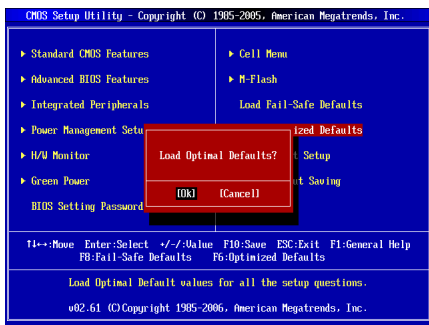 CMOS Setup Utility - Copyright (C) 1985-2005, American Megatrends, Inc.
▶ Standard CMOS Features ▶ Cell Menu
▶ Advanced BIOS Features ▶ M-Flash
▶ Integrated Peripherals Load Fail-Safe Defaults
▶ Power Management Setu ized Defaults
▶ H/W Monitor t Setup
▶ Green Power ut Saving
BIOS Setting Password
Load Optimal Defaults?
[Ok] [Cancel]
↑↓↔:Move Enter:Select +/-/:Value F10:Save ESC:Exit F1:General Help
F8:Fail-Safe Defaults F6:Optimized Defaults
Load Optimal Default values for all the setup questions.
v02.61 (C)Copyright 1985-2006, American Megatrends, Inc.